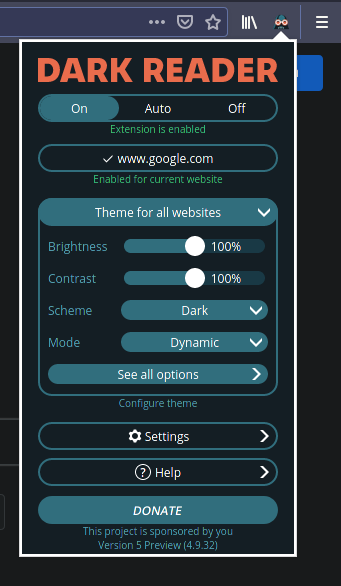 DARK READER
On Auto Off
Extension is enabled
www.google.com
Enabled for current website
Theme for all websites
Brightness 100%
Contrast 100%
Scheme Dark
Mode Dynamic
See all options
Configure theme
Settings
? Help
DONATE
This project is sponsored by you
Version 5 Preview (4.9.32)